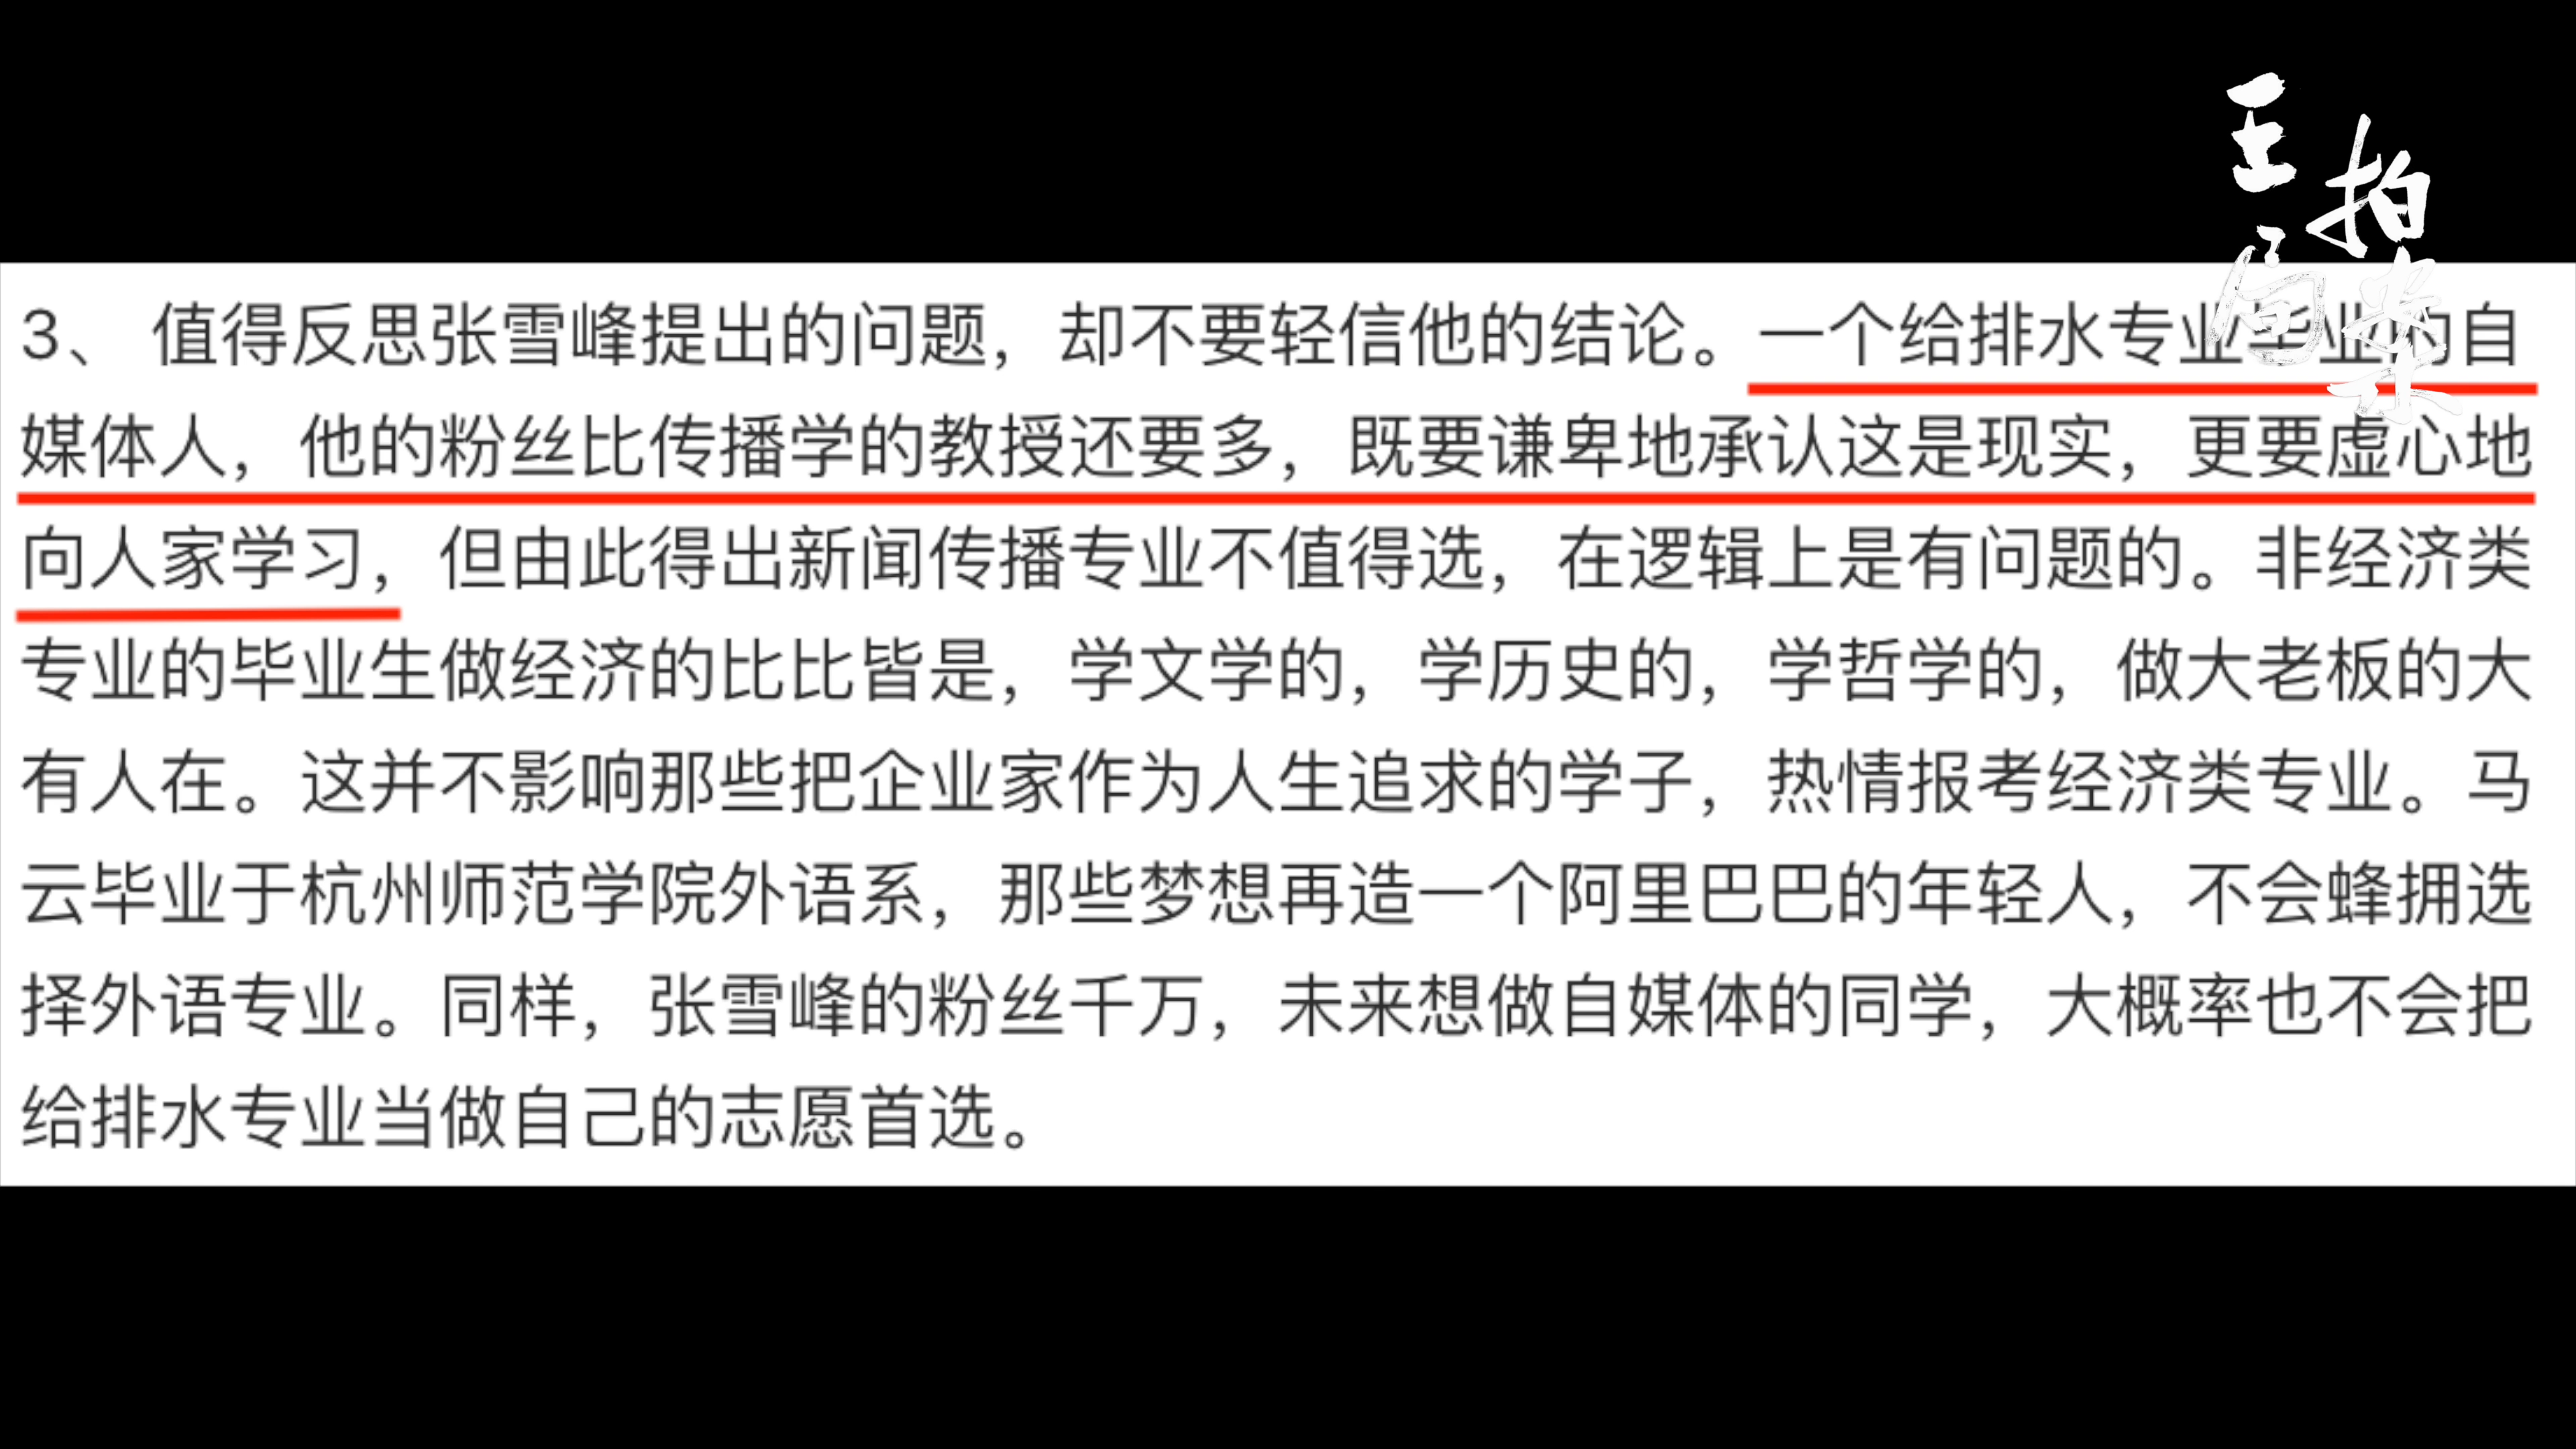 王局拍案
3、 值得反思张雪峰提出的问题，却不要轻信他的结论。一个给排水专业毕业的自
媒体人，他的粉丝比传播学的教授还要多，既要谦卑地承认这是现实，更要虚心地
向人家学习，但由此得出新闻传播专业不值得选，在逻辑上是有问题的。非经济类
专业的毕业生做经济的比比皆是，学文学的，学历史的，学哲学的，做大老板的大
有人在。这并不影响那些把企业家作为人生追求的学子，热情报考经济类专业。马
云毕业于杭州师范学院外语系，那些梦想再造一个阿里巴巴的年轻人，不会蜂拥选
择外语专业。同样，张雪峰的粉丝千万，未来想做自媒体的同学，大概率也不会把
给排水专业当做自己的志愿首选。